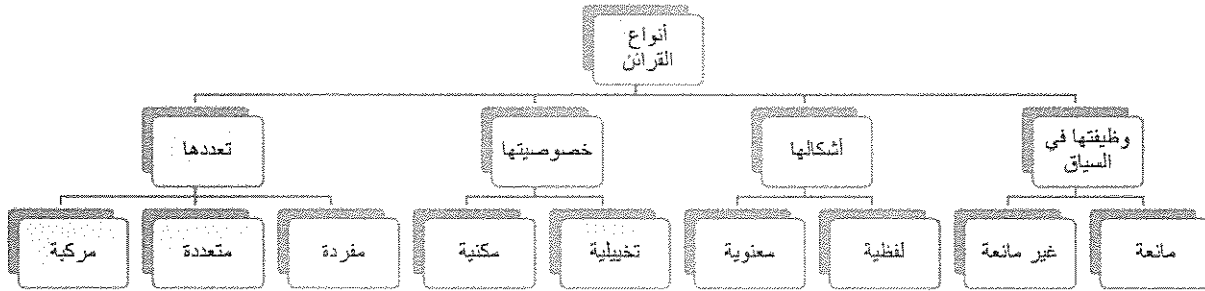 أنواع
القرائن
وظيفتها في
السياق
أشكالها
خصوصيتها
تعددها
مانعة
غير مانعة
لفظية
معنوية
تخييلية
مكنية
مفردة
متعددة
مركبة